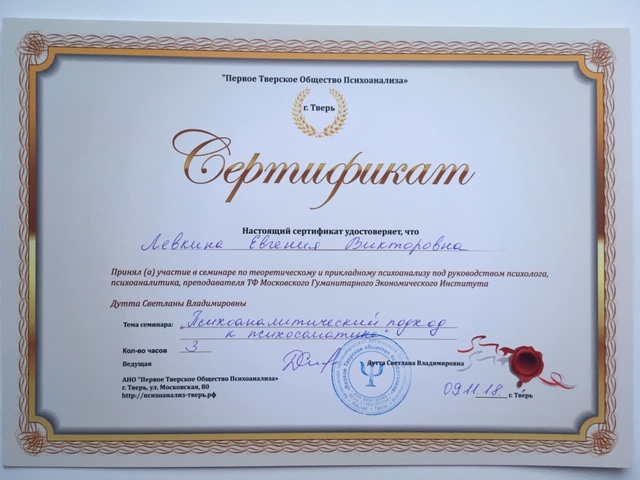 "Первое Тверское Общество Психоанализа»
г. Тверь
Сертификат
Настоящий сертификат удостоверяет, что
Левкина Евгения Викторовна
Принял (а) участие в семинаре по теоретическому и прикладному психоанализу под руководством психолога,
психоаналитика, преподавателя ТФ Московского Гуманитарного Экономического Института
Дутта Светланы Владимировны
Тема семинара: „Психоаналитический подход
к психосоматике"
Кол-во часов 3
Ведущая Дутта Светлана Владимировна
АНО "Первое Тверское Общество Психоанализа»
г. Тверь, ул. Московская, 80
http://психоанализ-тверь.рф
09.11.18. г. Тверь